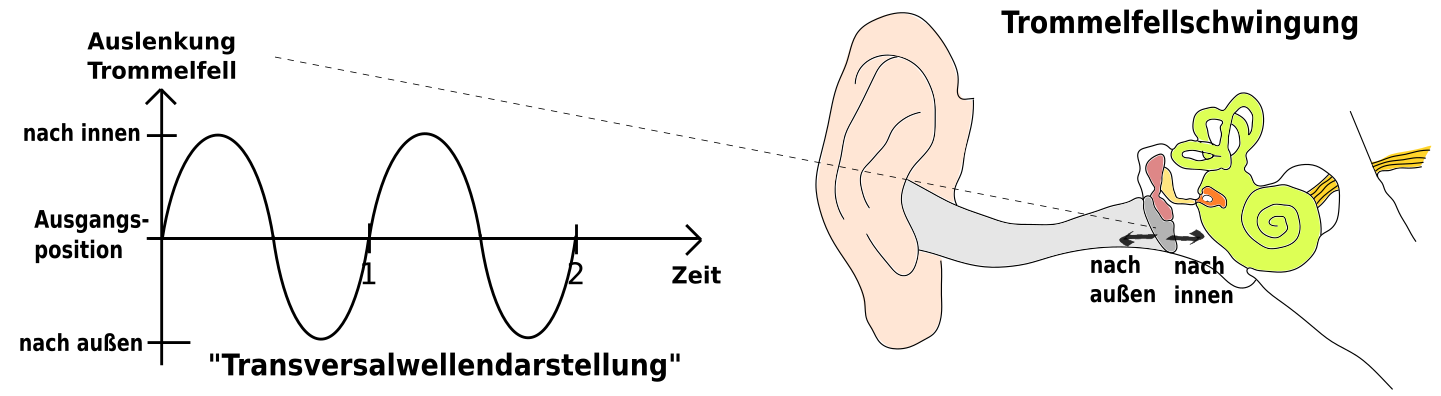 Trommelfellschwingung
Auslenkung
Trommelfell
nach innen
Ausgangs-
position
nach außen
1
2
Zeit
"Transversalwellendarstellung"
nach
außen
nach
innen